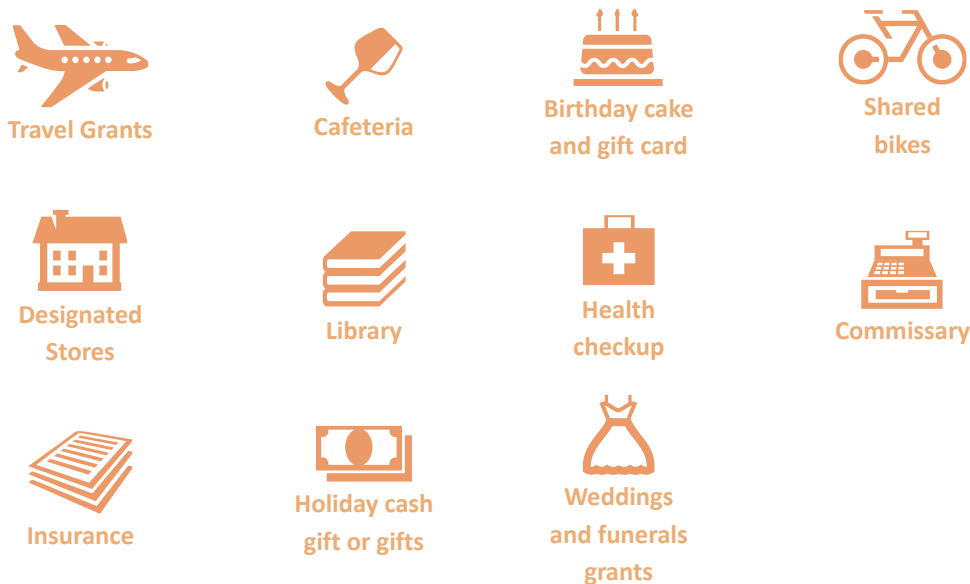 Travel Grants
Cafeteria
Birthday cake
and gift card
Shared
bikes
Designated
Stores
Library
Health
checkup
Commissary
Insurance
Holiday cash
gift or gifts
Weddings
and funerals
grants